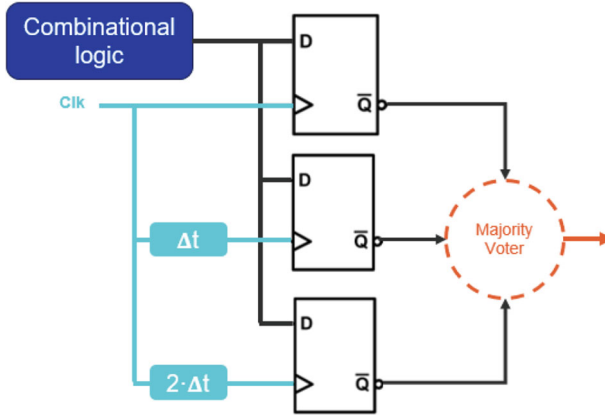 Combinational
logic
D
Clk
Q̅
D
Δt
Q̅
Majority
Voter
D
2·Δt
Q̅